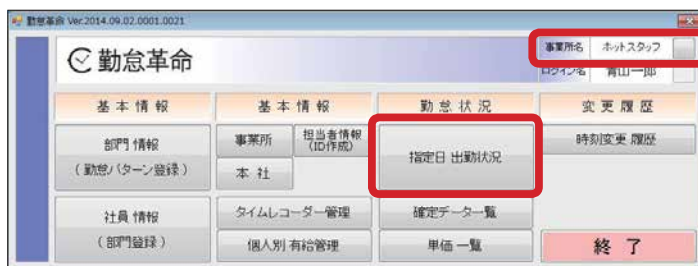 勤怠革命 Ver.2014.09.02.0001.0021
勤怠革命
事業所名 ホットスタッフ
ログイン名 青山一郎
基本情報 基本情報 勤怠状況 変更履歴
部門 情報
(勤怠パターン登録)
事業所
担当者情報
(ID作成)
本 社
指定日 出勤状況
時刻変更 履歴
社員 情報
(部門登録)
タイムレコーダー管理
確定データ一覧
個人別 有給管理
単価 一覧
終 了